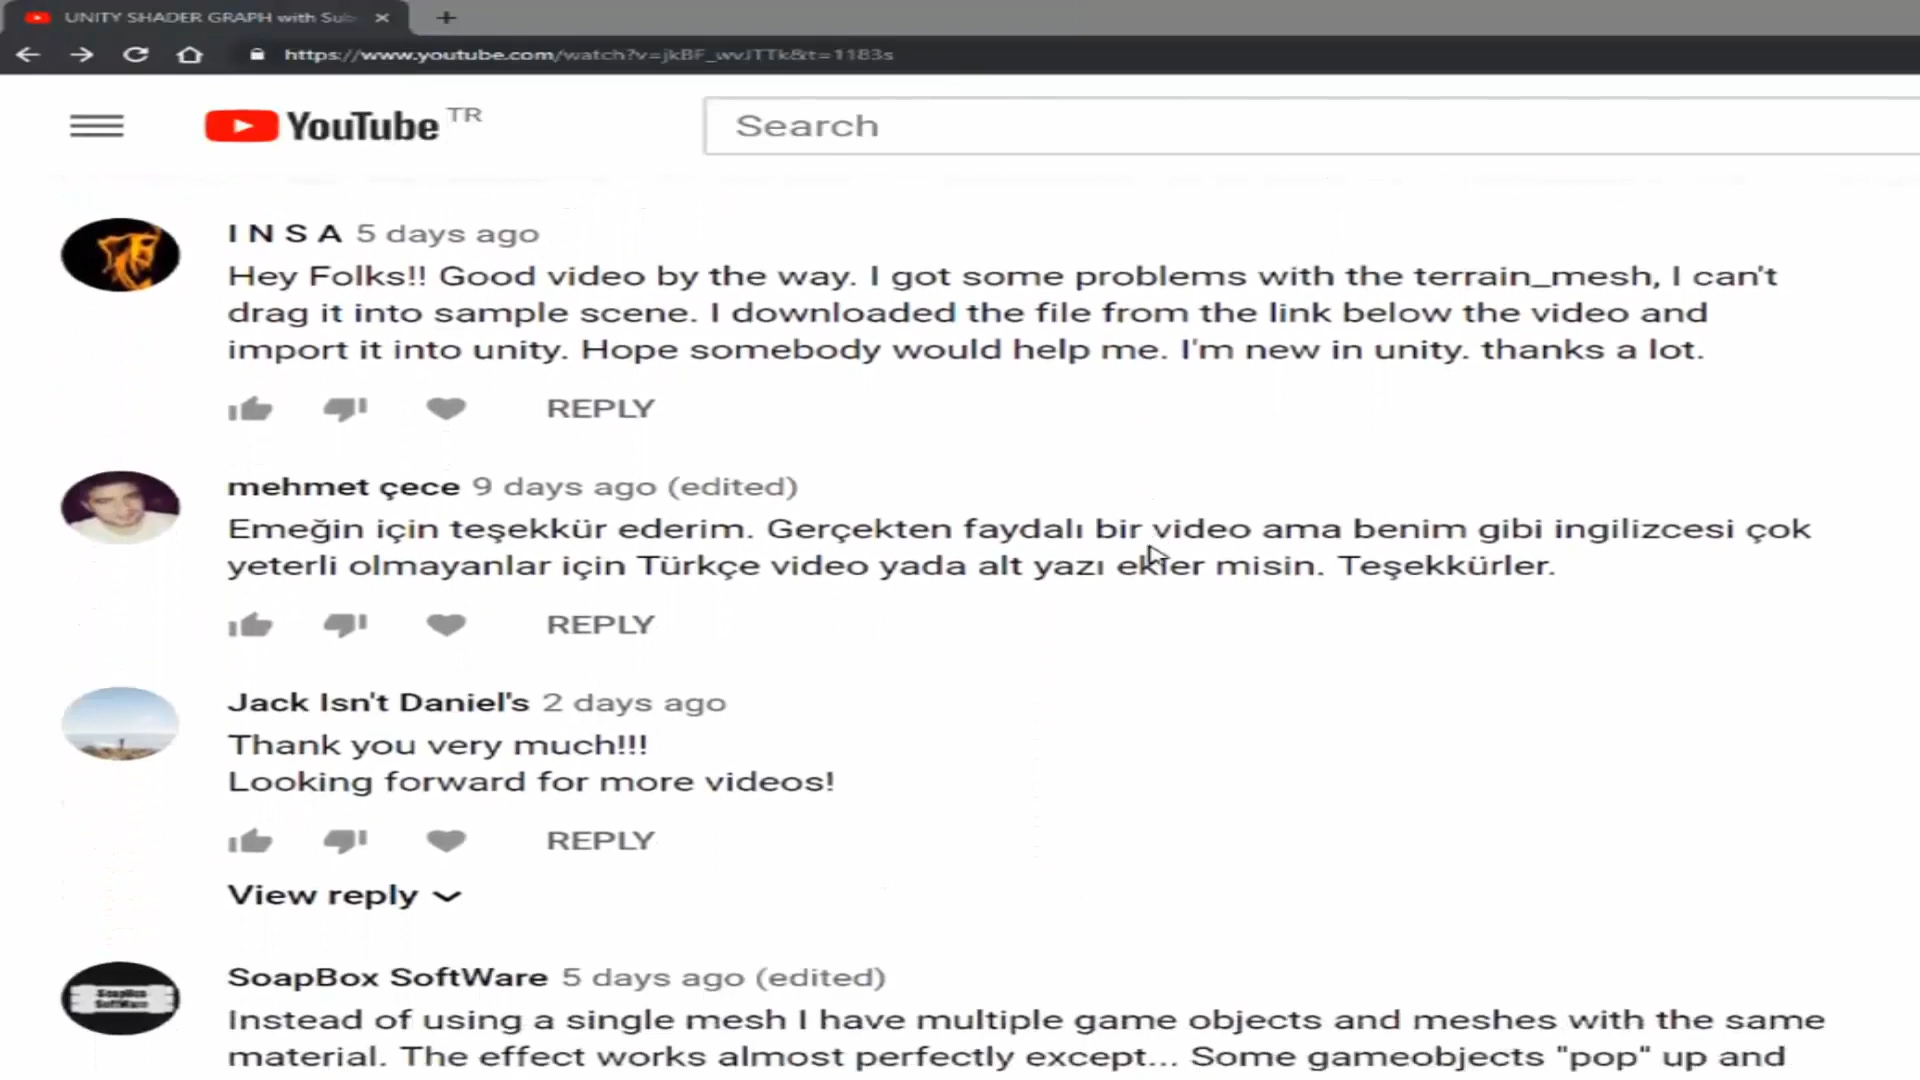 UNITY SHADER GRAPH with Sub
https://www.youtube.com/watch?v=jkBF_wvJTTk&t=1183s
YouTube TR
Search
I N S A 5 days ago
Hey Folks!! Good video by the way. I got some problems with the terrain_mesh, I can't
drag it into sample scene. I downloaded the file from the link below the video and
import it into unity. Hope somebody would help me. I'm new in unity. thanks a lot.
REPLY
mehmet çece 9 days ago (edited)
Emeğin için teşekkür ederim. Gerçekten faydalı bir video ama benim gibi ingilizcesi çok
yeterli olmayanlar için Türkçe video yada alt yazı ekler misin. Teşekkürler.
REPLY
Jack Isn't Daniel's 2 days ago
Thank you very much!!!
Looking forward for more videos!
REPLY
View reply
SoapBox SoftWare
SoapBox SoftWare 5 days ago (edited)
Instead of using a single mesh I have multiple game objects and meshes with the same
material. The effect works almost perfectly except... Some gameobjects "pop" up and